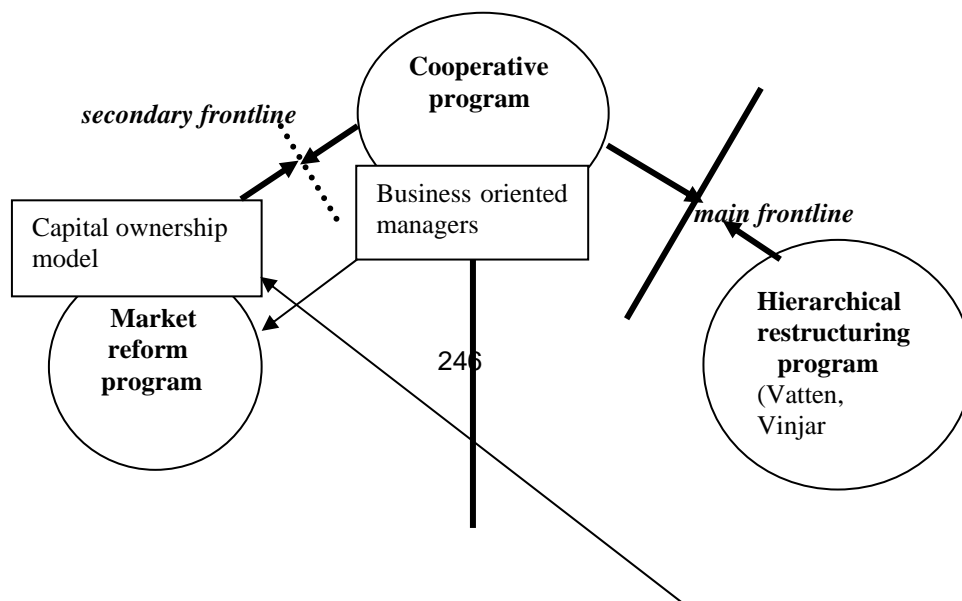 Cooperative
program
secondary frontline
Business oriented
managers
main frontline
Capital ownership
model
Market
reform
program
Hierarchical
restructuring
program
(Vatten,
Vinjar
246